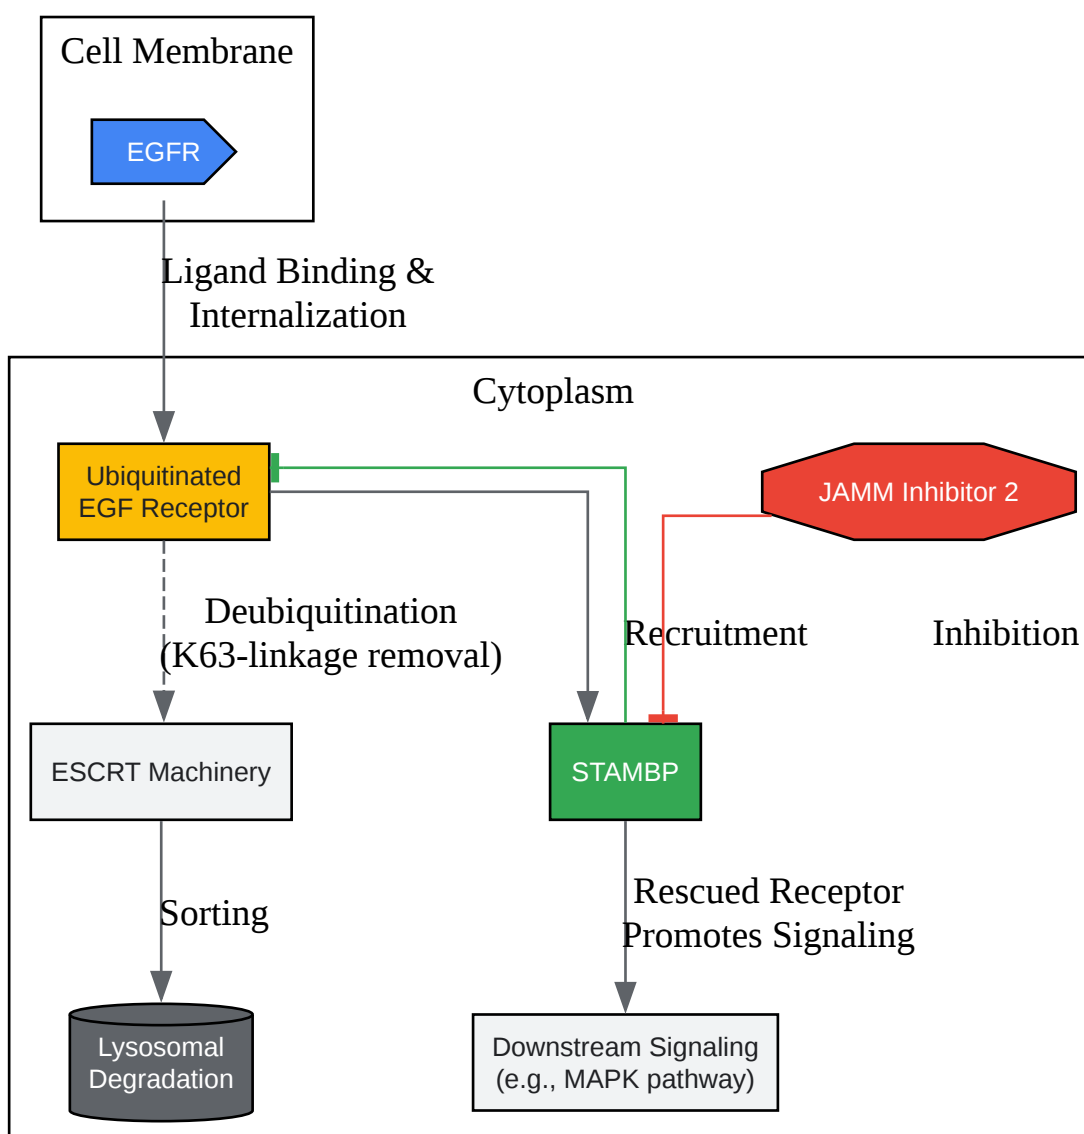 Cell Membrane
EGFR
Ligand Binding &
Internalization
Cytoplasm
Ubiquitinated
EGF Receptor
JAMM Inhibitor 2
Deubiquitination
(K63-linkage removal)
Recruitment
Inhibition
ESCRT Machinery
STAMBP
Sorting
Rescued Receptor
Promotes Signaling
Lysosomal
Degradation
Downstream Signaling
(e.g., MAPK pathway)